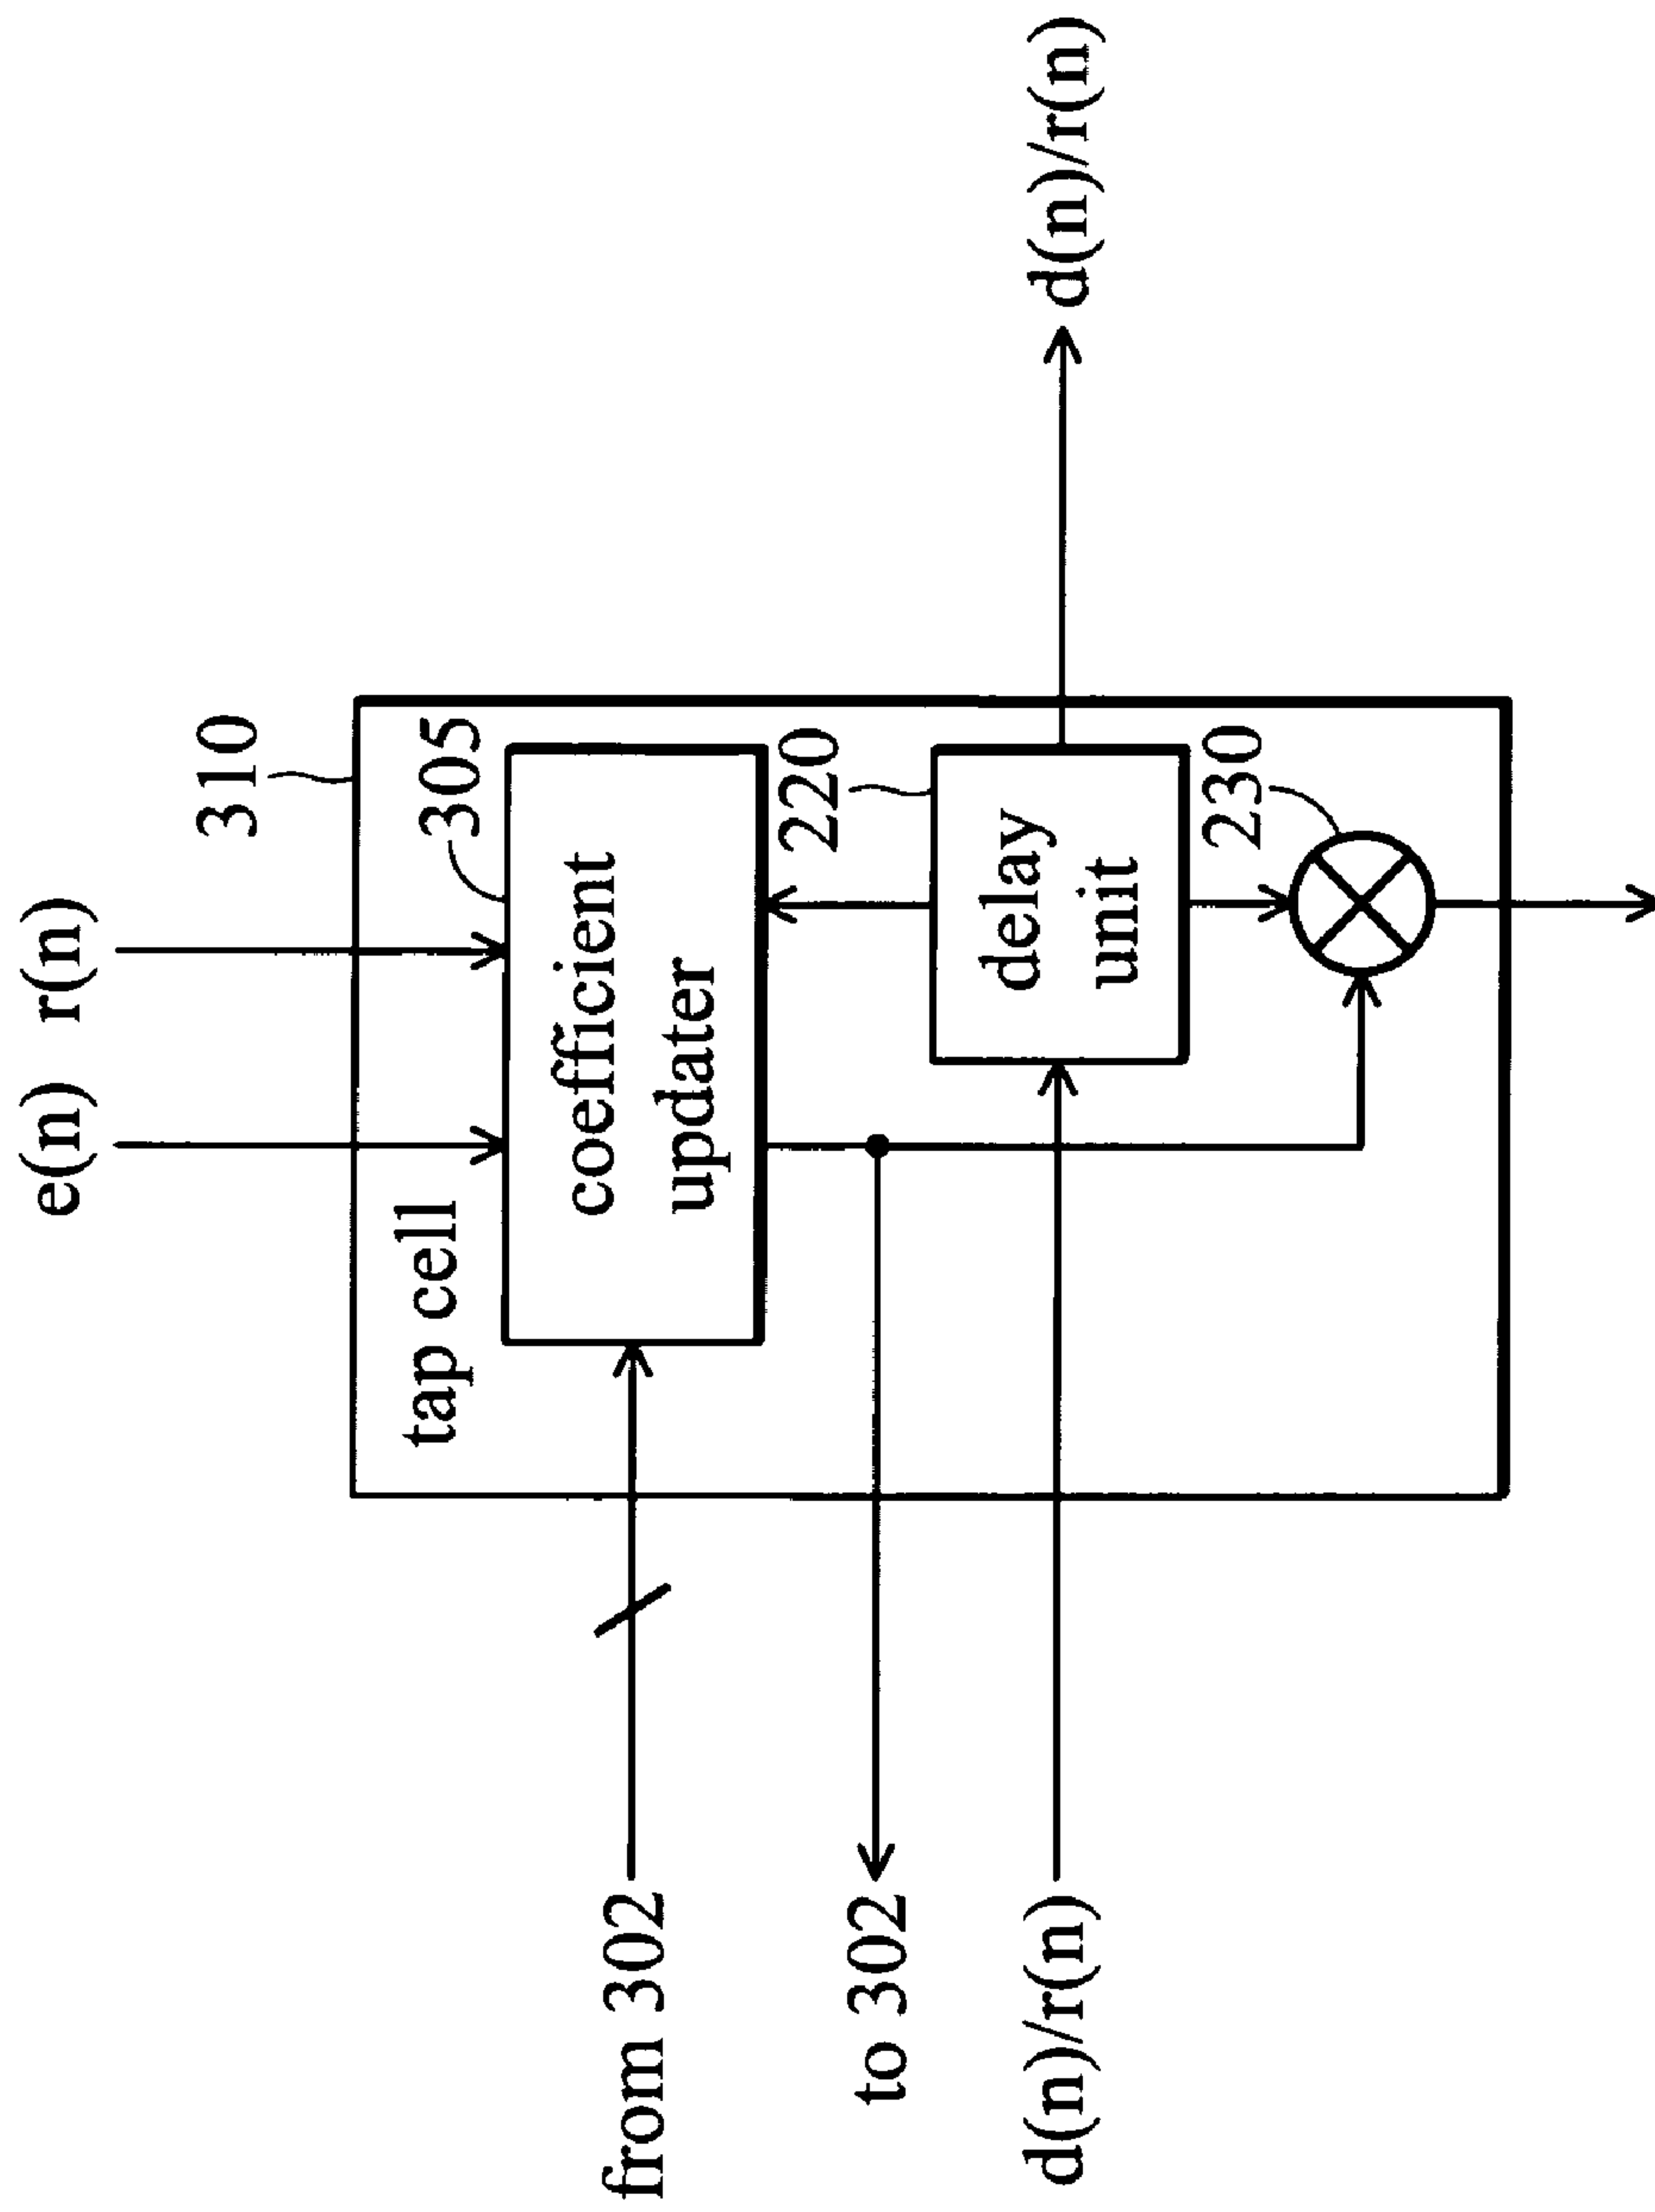 e(n) r(n)
310
tap cell
305
coefficient
updater
from 302
220
to 302
delay
unit
d(n)/r(n)
d(n)/r(n)
230